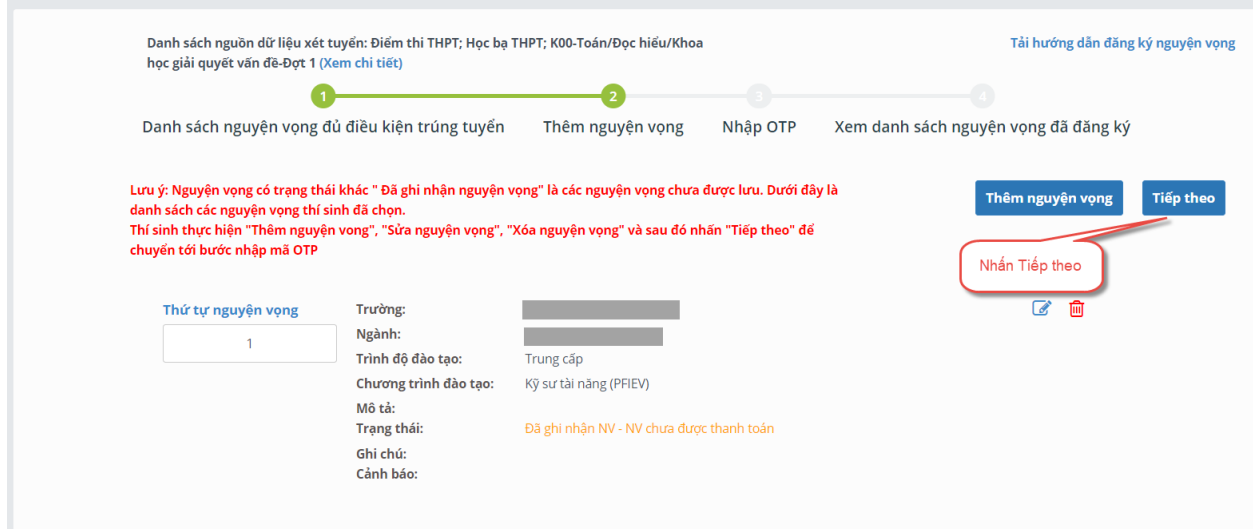 Danh sách nguồn dữ liệu xét tuyển: Điểm thi THPT; Học bạ THPT; K00-Toán/Đọc hiểu/Khoa
học giải quyết vấn đề-Đợt 1 (Xem chi tiết)
Tải hướng dẫn đăng ký nguyện vọng
1 2 3 4
Danh sách nguyện vọng đủ điều kiện trúng tuyển Thêm nguyện vọng Nhập OTP Xem danh sách nguyện vọng đã đăng ký
Lưu ý: Nguyện vọng có trạng thái khác " Đã ghi nhận nguyện vọng" là các nguyện vọng chưa được lưu. Dưới đây là
danh sách các nguyện vọng thí sinh đã chọn.
Thí sinh thực hiện "Thêm nguyện vong", "Sửa nguyện vọng", "Xóa nguyện vọng" và sau đó nhấn "Tiếp theo" để
chuyển tới bước nhập mã OTP
Thêm nguyện vọng Tiếp theo
Nhấn Tiếp theo
Thứ tự nguyện vọng
1
Trường:
Ngành:
Trình độ đào tạo: Trung cấp
Chương trình đào tạo: Kỹ sư tài năng (PFIEV)
Mô tả:
Trạng thái: Đã ghi nhận NV - NV chưa được thanh toán
Ghi chú:
Cảnh báo: